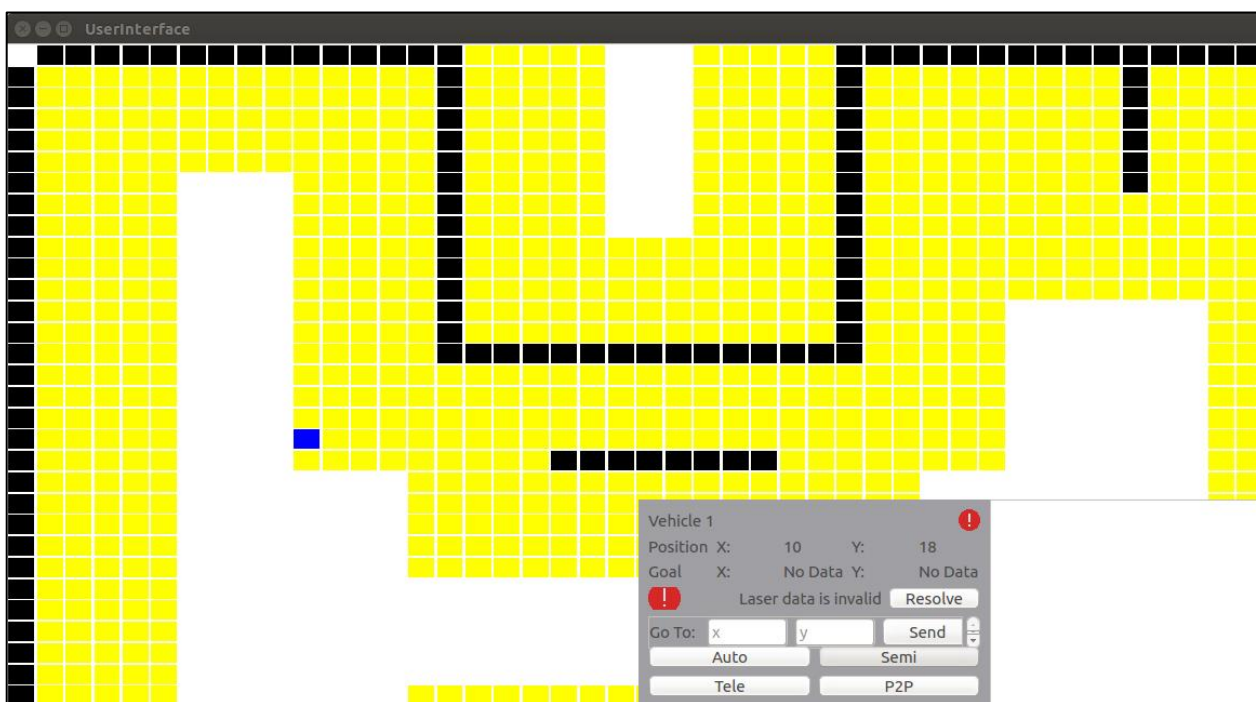 UserInterface
Vehicle 1
Position X: 10 Y: 18
Goal X: No Data Y: No Data
Laser data is invalid Resolve
Go To: x y Send
Auto Semi
Tele P2P